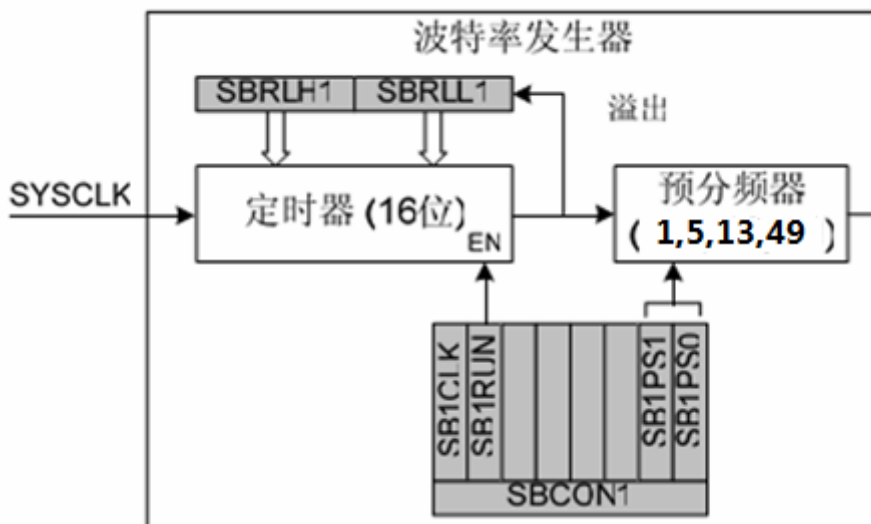 波特率发生器
SBRLH1 SBRLL1
溢出
SYSCLK
定时器 (16位)
EN
预分频器
( 1,5,13,49 )
SB1CLK
SB1RUN
SB1PS1
SB1PS0
SBCON1